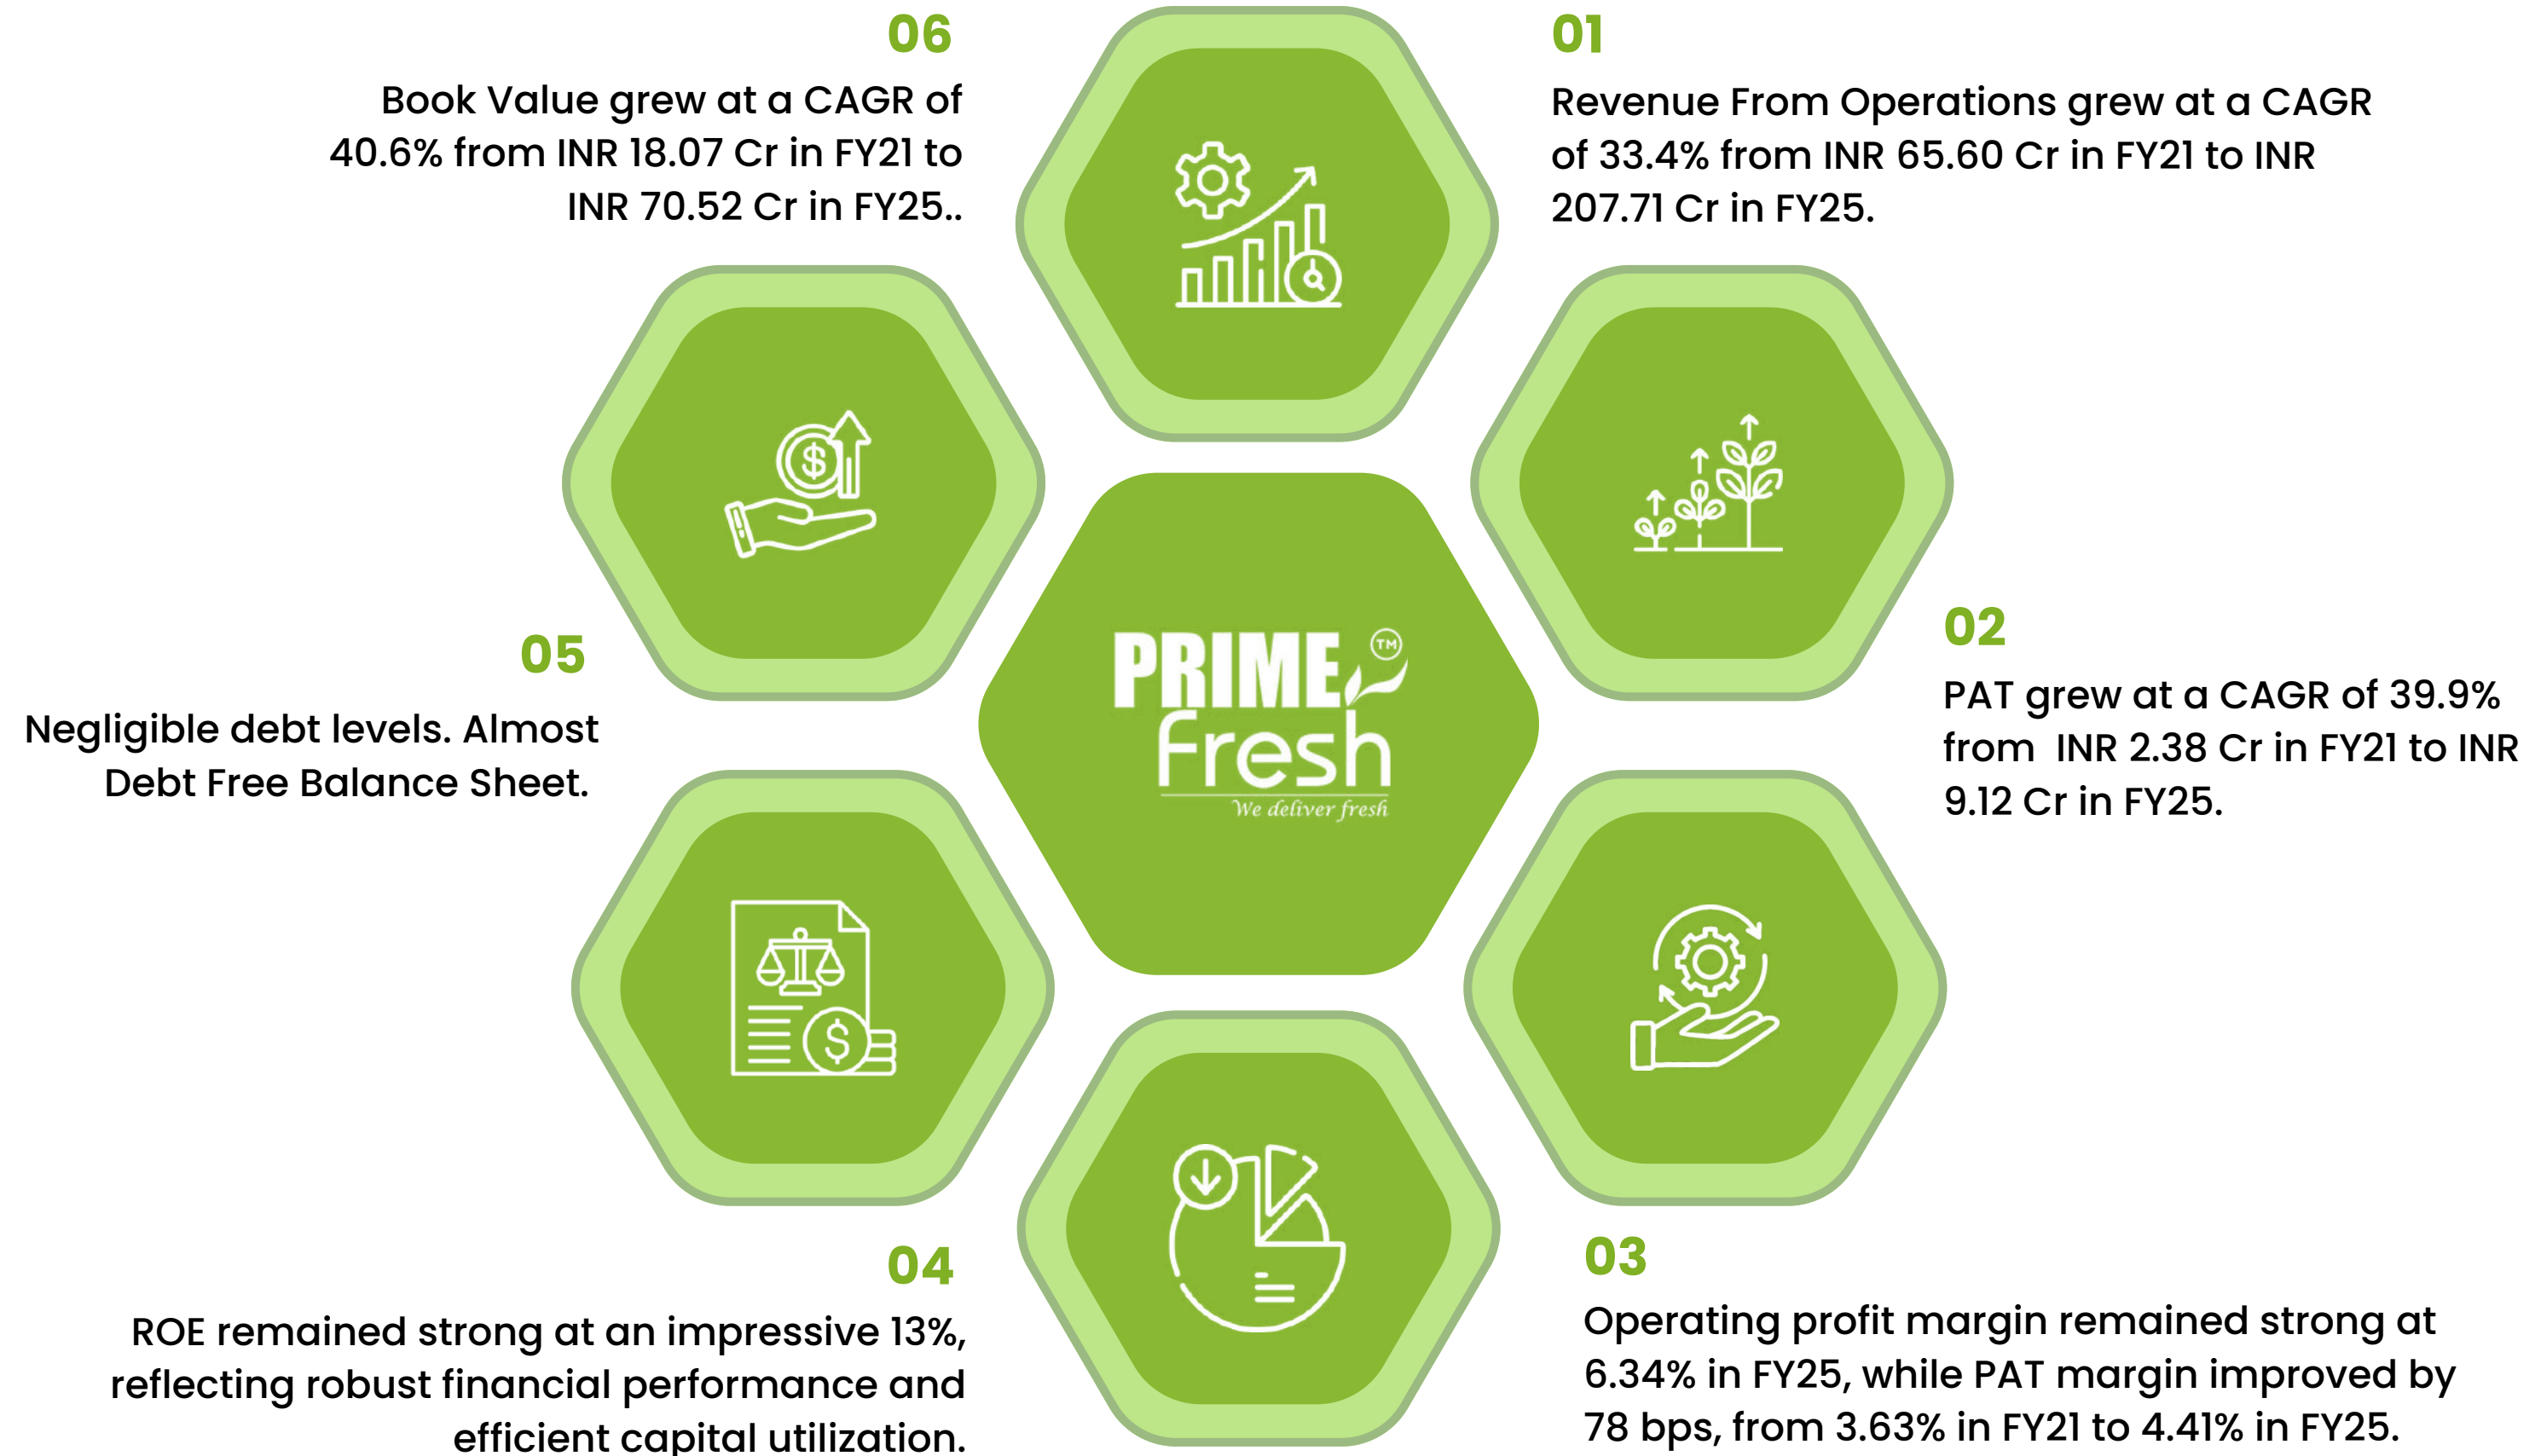 01
Revenue From Operations grew at a CAGR
of 33.4% from INR 65.60 Cr in FY21 to INR
207.71 Cr in FY25.
02
PAT grew at a CAGR of 39.9%
from  INR 2.38 Cr in FY21 to INR
9.12 Cr in FY25.
03
Operating profit margin remained strong at
6.34% in FY25, while PAT margin improved by
78 bps, from 3.63% in FY21 to 4.41% in FY25.
04
ROE remained strong at an impressive 13%,
reflecting robust financial performance and
efficient capital utilization.
05
Negligible debt levels. Almost
Debt Free Balance Sheet.
06
Book Value grew at a CAGR of
40.6% from INR 18.07 Cr in FY21 to
INR 70.52 Cr in FY25..
PRIME TM
Fresh
We deliver fresh
$
$